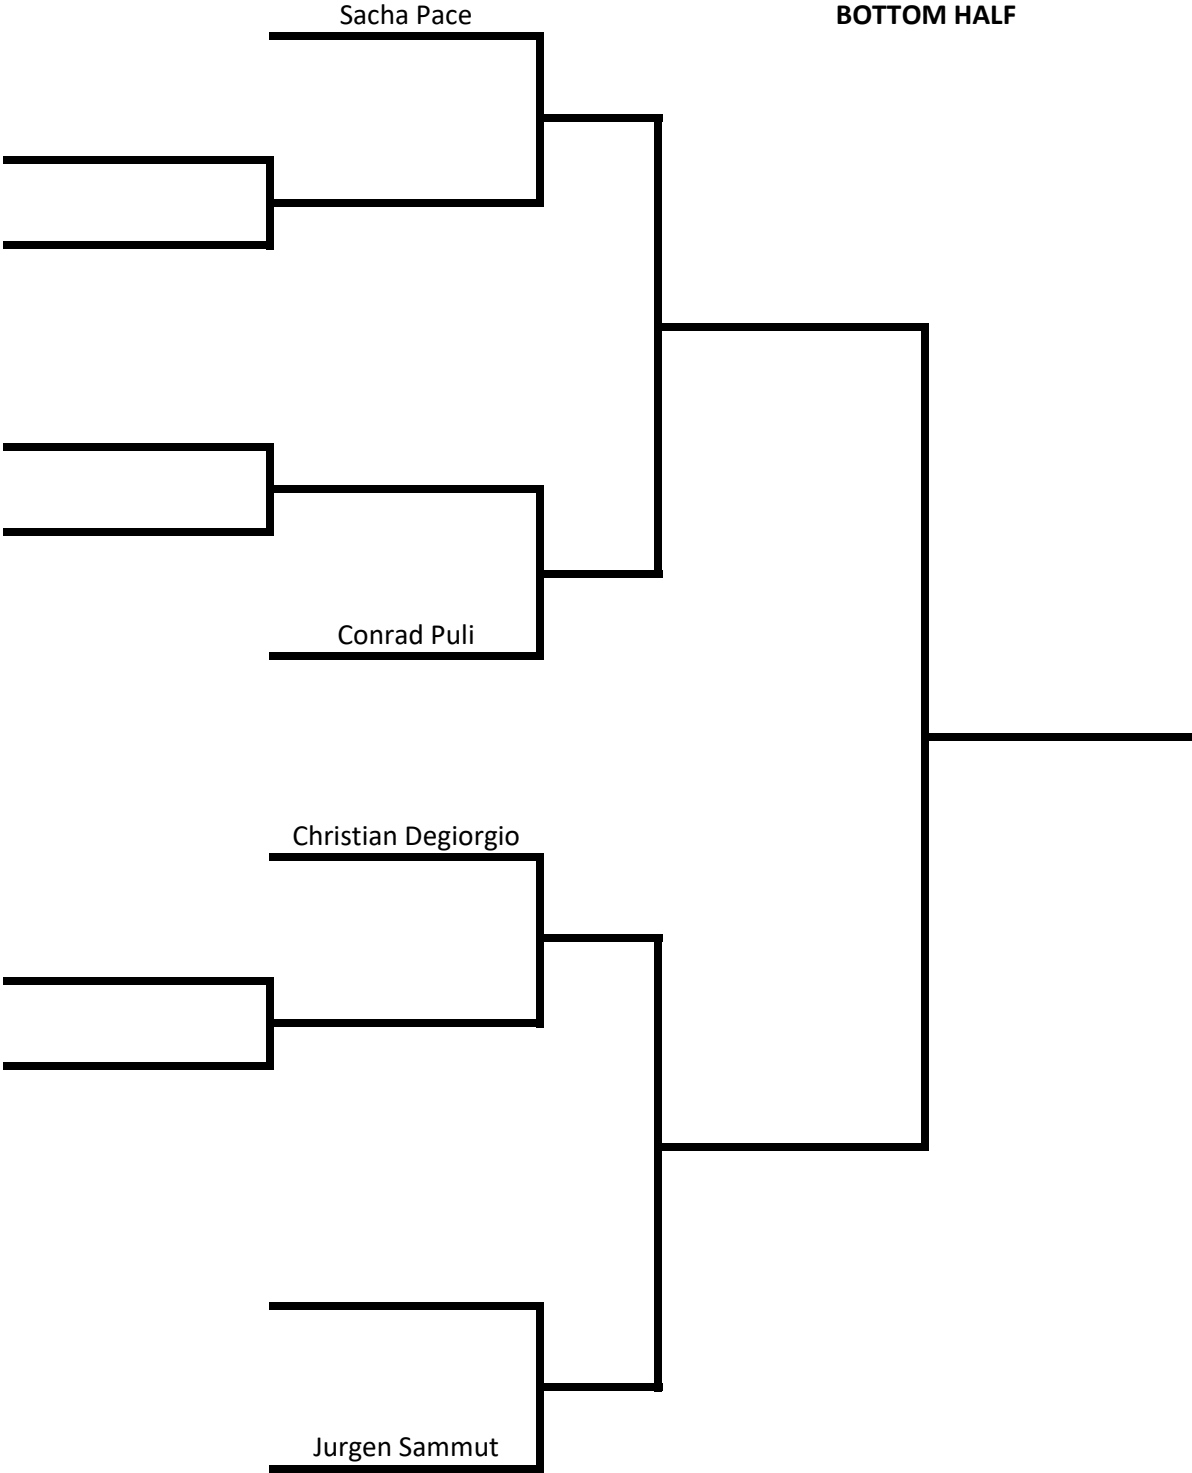 Sacha Pace
BOTTOM HALF
Conrad Puli
Christian Degiorgio
Jurgen Sammut